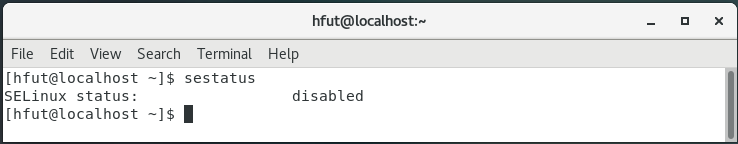 hfut@localhost:~
File Edit View Search Terminal Help
[hfut@localhost ~]$ sestatus
SELinux status:                 disabled
[hfut@localhost ~]$